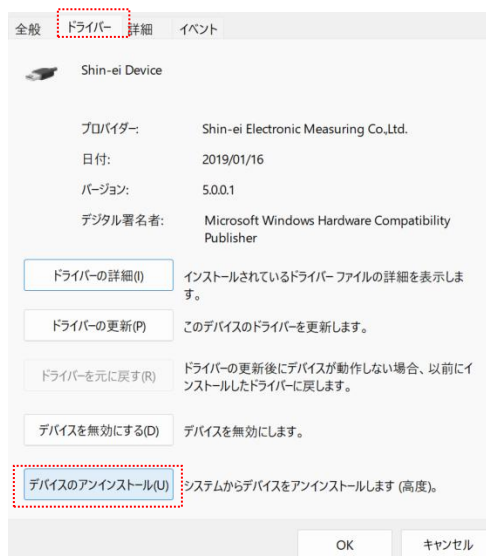 全般 ドライバー 詳細 イベント
Shin-ei Device
プロバイダー: Shin-ei Electronic Measuring Co.,Ltd.
日付: 2019/01/16
バージョン: 5.0.0.1
デジタル署名者: Microsoft Windows Hardware Compatibility
Publisher
ドライバーの詳細(I) インストールされているドライバー ファイルの詳細を表示しま
す。
ドライバーの更新(P) このデバイスのドライバーを更新します。
ドライバーを元に戻す(R) ドライバーの更新後にデバイスが動作しない場合、以前にイ
ンストールしたドライバーに戻します。
デバイスを無効にする(D) デバイスを無効にします。
デバイスのアンインストール(U) システムからデバイスをアンインストールします (高度)。
OK キャンセル